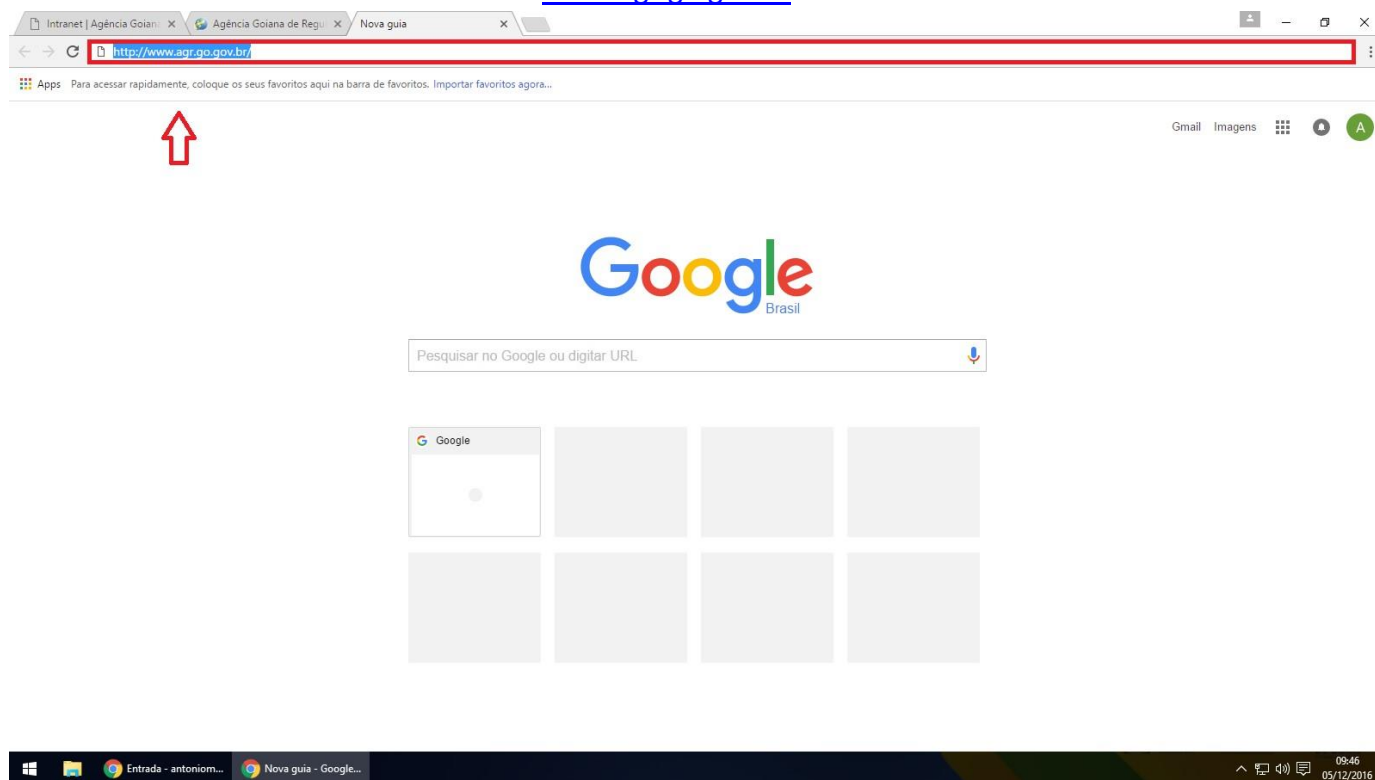 Intranet | Agência Goian
Agência Goiana de Regu
Nova guia
http://www.agr.go.gov.br/
Apps Para acessar rapidamente, coloque os seus favoritos aqui na barra de favoritos. Importar favoritos agora...
Gmail Imagens
A
Google
Brasil
Pesquisar no Google ou digitar URL
G Google
Entrada - antoniom...
Nova guia - Google...
09:46
05/12/2016